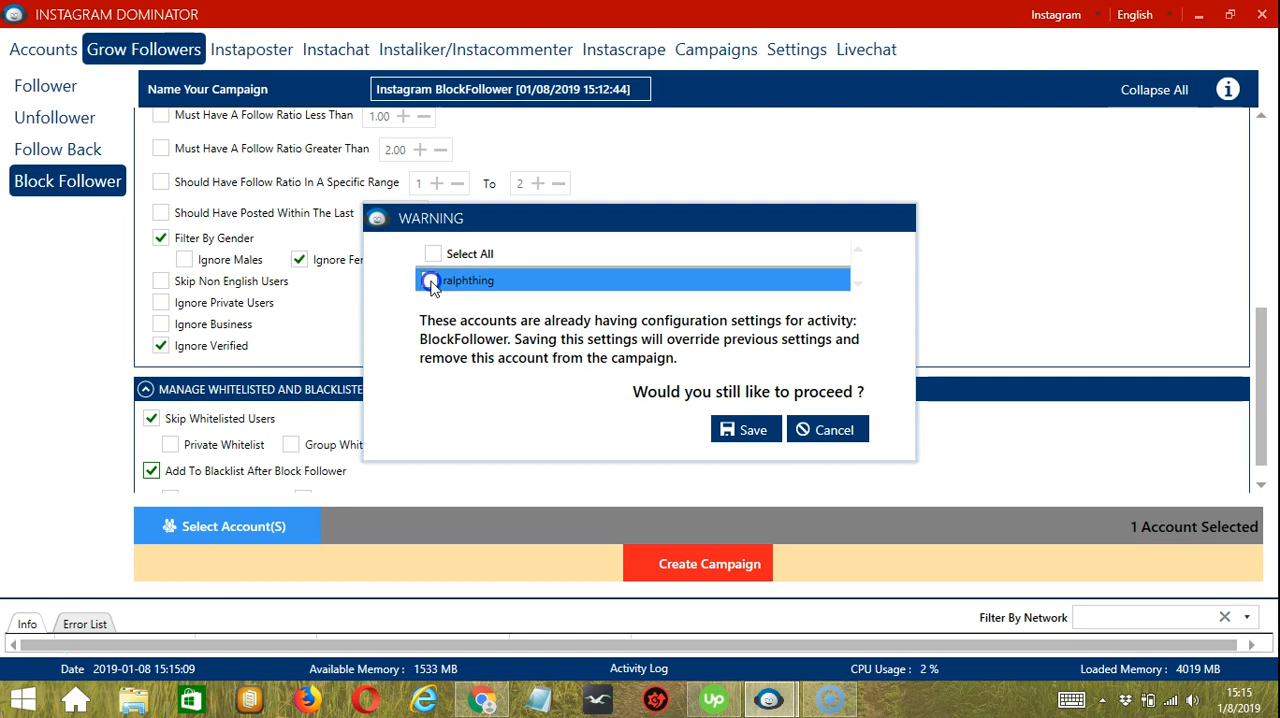 INSTAGRAM DOMINATOR
Instagram
English
Accounts
Grow Followers
Instaposter
Instachat
Instaliker/Instacommenter
Instascrape
Campaigns
Settings
Livechat
Follower
Unfollower
Follow Back
Block Follower
Name Your Campaign
Instagram BlockFollower [01/08/2019 15:12:44]
Collapse All
Must Have A Follow Ratio Less Than
1.00
Must Have A Follow Ratio Greater Than
2.00
Should Have Follow Ratio In A Specific Range
1
To
2
Should Have Posted Within The Last
Filter By Gender
Ignore Males
Ignore Fer
Skip Non English Users
Ignore Private Users
Ignore Business
Ignore Verified
WARNING
Select All
ralphthing
These accounts are already having configuration settings for activity:
BlockFollower. Saving this settings will override previous settings and
remove this account from the campaign.
Would you still like to proceed ?
Save
Cancel
MANAGE WHITELISTED AND BLACKLISTE
Skip Whitelisted Users
Private Whitelist
Group Whit
Add To Blacklist After Block Follower
Select Account(S)
1 Account Selected
Create Campaign
Info
Error List
Filter By Network
Date 2019-01-08 15:15:09
Available Memory : 1533 MB
Activity Log
CPU Usage : 2 %
Loaded Memory : 4019 MB
Up
15:15
1/8/2019